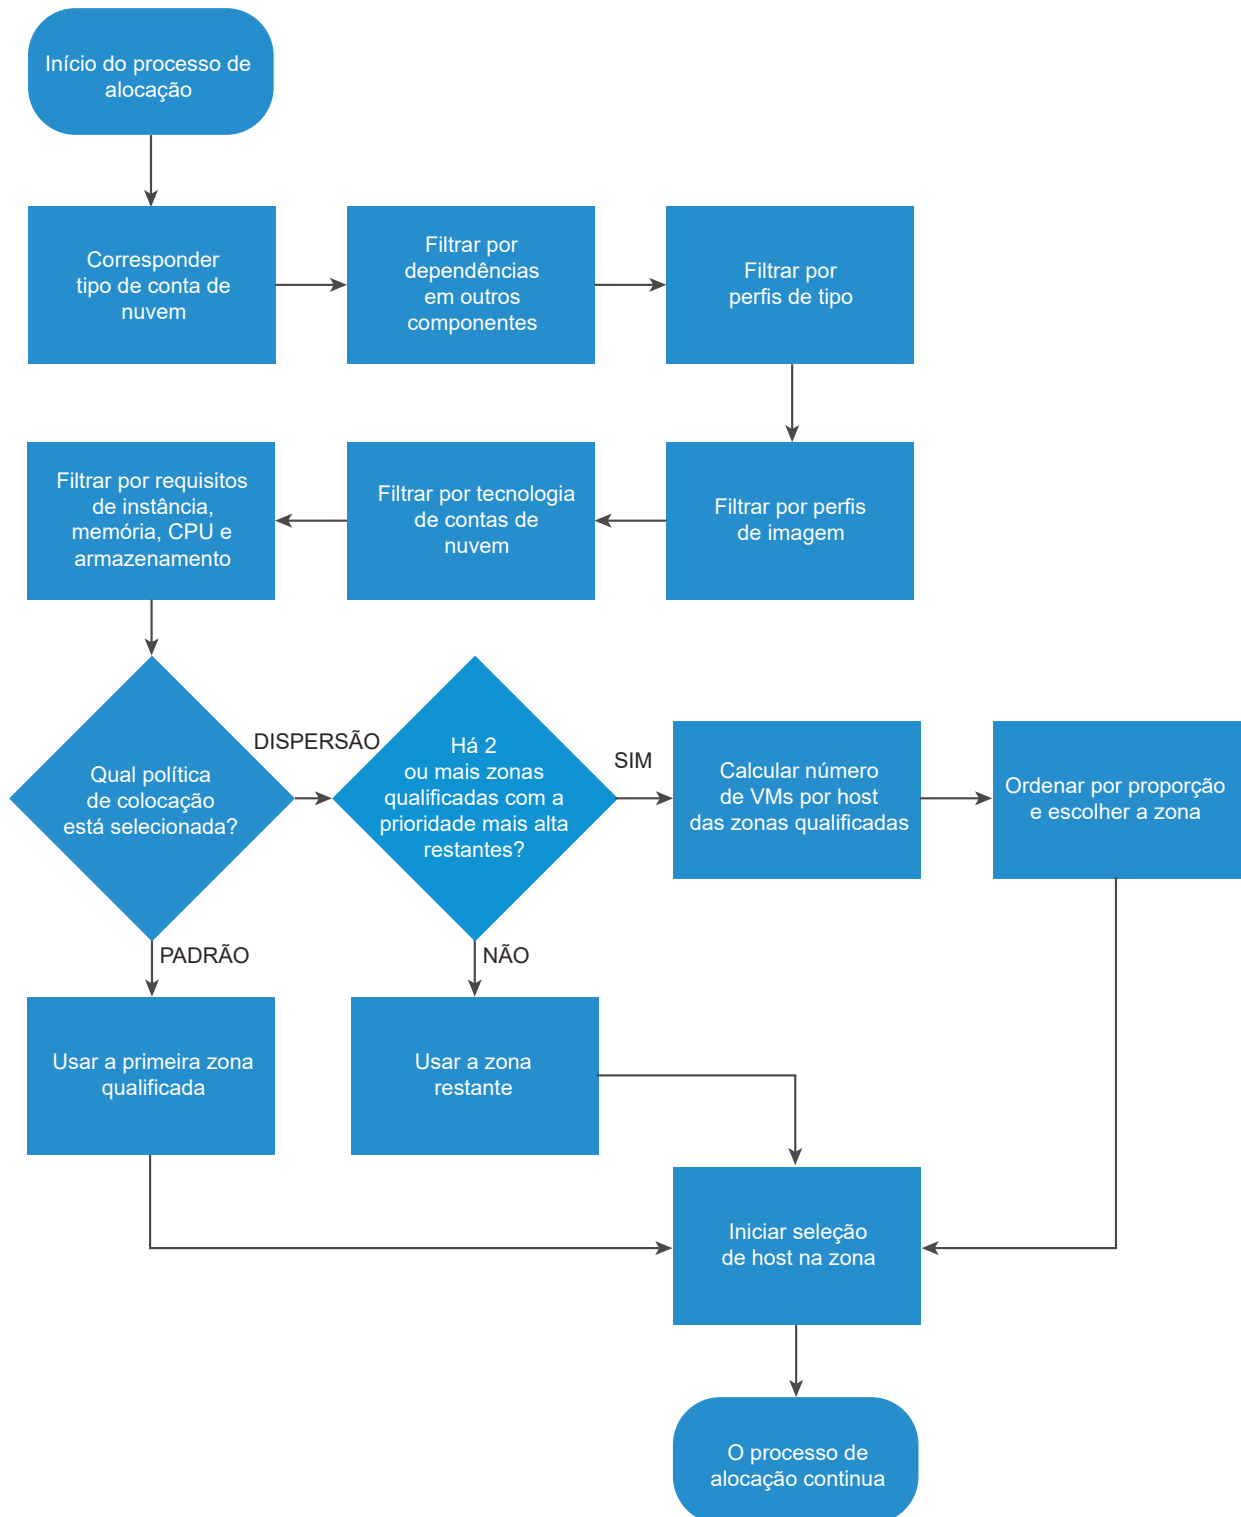 Início do processo de
alocação
Corresponder
tipo de conta de
nuvem
Filtrar por
dependências
em outros
componentes
Filtrar por
perfis de tipo
Filtrar por perfis
de imagem
Filtrar por tecnologia
de contas de
nuvem
Filtrar por requisitos
de instância,
memória, CPU e
armazenamento
Qual política
de colocação
está selecionada?
DISPERSÃO
Há 2
ou mais zonas
qualificadas com a
prioridade mais alta
restantes?
SIM
Calcular número
de VMs por host
das zonas qualificadas
Ordenar por proporção
e escolher a zona
PADRÃO
NÃO
Usar a primeira zona
qualificada
Usar a zona
restante
Iniciar seleção
de host na zona
O processo de
alocação continua